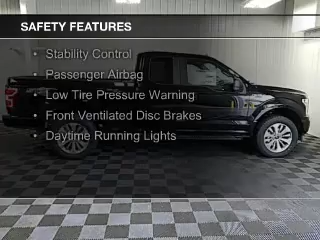 SAFETY FEATURES
• Stability Control
• Passenger Airbag
• Low Tire Pressure Warning
• Front Ventilated Disc Brakes
• Daytime Running Lights